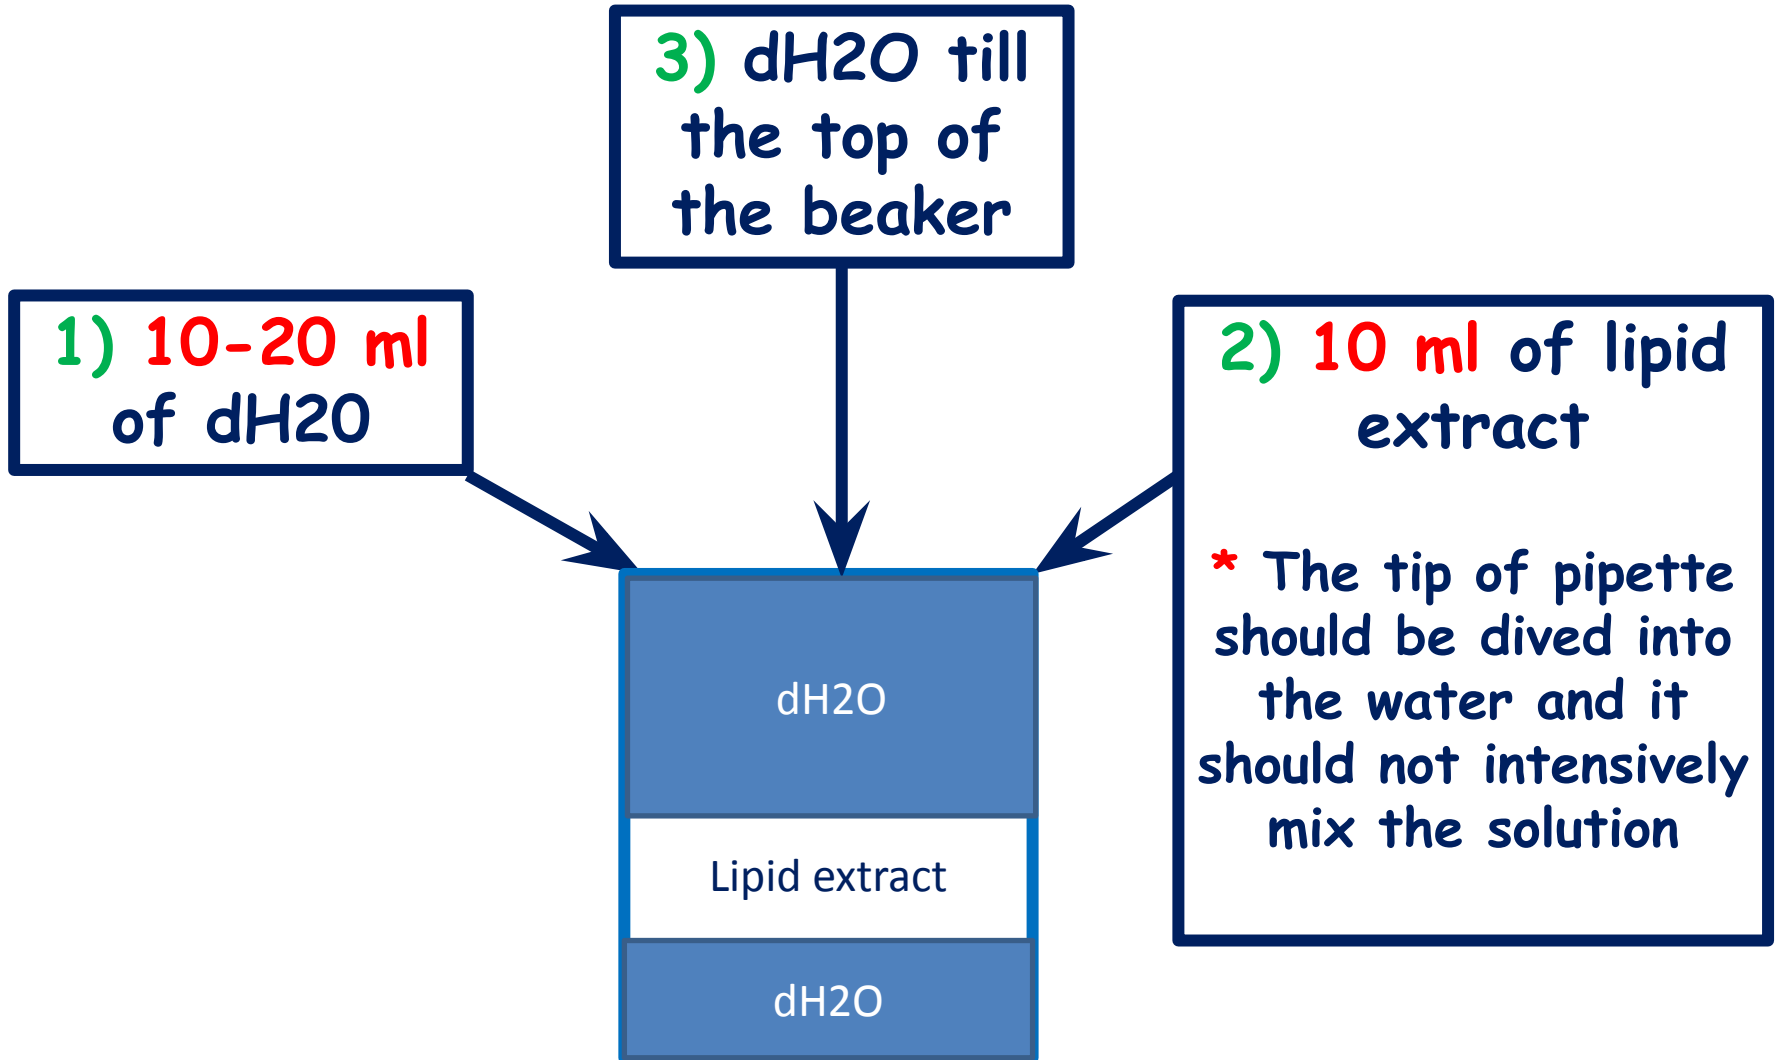 3) dH2O till
the top of
the beaker
1) 10-20 ml
of dH20
2) 10 ml of lipid
extract
* The tip of pipette
should be dived into
the water and it
should not intensively
mix the solution
dH2O
Lipid extract
dH2O